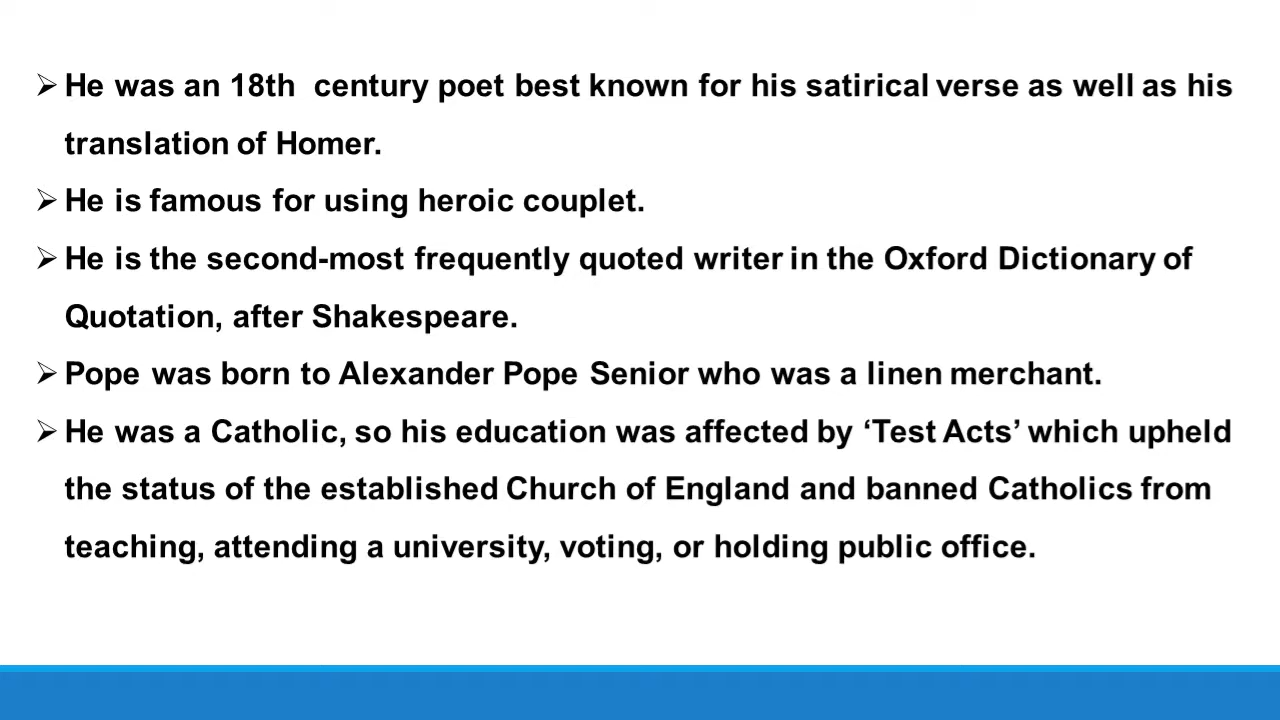 ➢ He was an 18th  century poet best known for his satirical verse as well as his
translation of Homer.
➢ He is famous for using heroic couplet.
➢ He is the second-most frequently quoted writer in the Oxford Dictionary of
Quotation, after Shakespeare.
➢ Pope was born to Alexander Pope Senior who was a linen merchant.
➢ He was a Catholic, so his education was affected by ‘Test Acts’ which upheld
the status of the established Church of England and banned Catholics from
teaching, attending a university, voting, or holding public office.